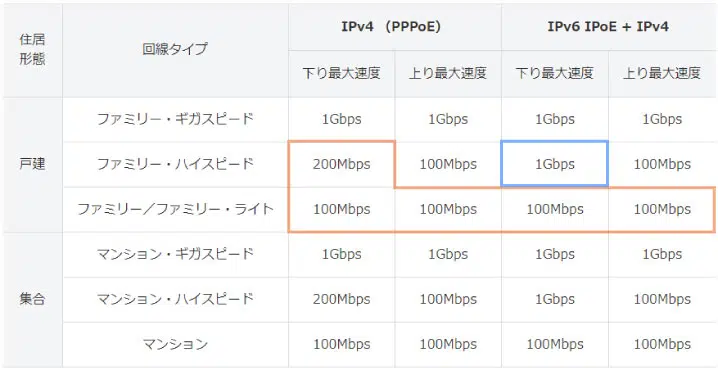 住居
形態
回線タイプ
IPv4 （PPPoE）
IPv6 IPoE + IPv4
下り最大速度
上り最大速度
下り最大速度
上り最大速度
戸建
ファミリー・ギガスピード
1Gbps
1Gbps
1Gbps
1Gbps
ファミリー・ハイスピード
200Mbps
100Mbps
1Gbps
100Mbps
ファミリー／ファミリー・ライト
100Mbps
100Mbps
100Mbps
100Mbps
集合
マンション・ギガスピード
1Gbps
1Gbps
1Gbps
1Gbps
マンション・ハイスピード
200Mbps
100Mbps
1Gbps
100Mbps
マンション
100Mbps
100Mbps
100Mbps
100Mbps